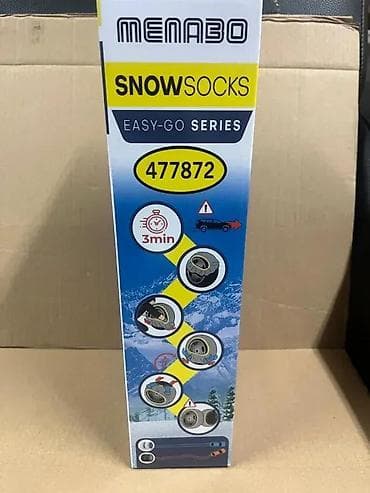 MENABO
SNOWSOCKS
EASY-GO SERIES
477872
3min